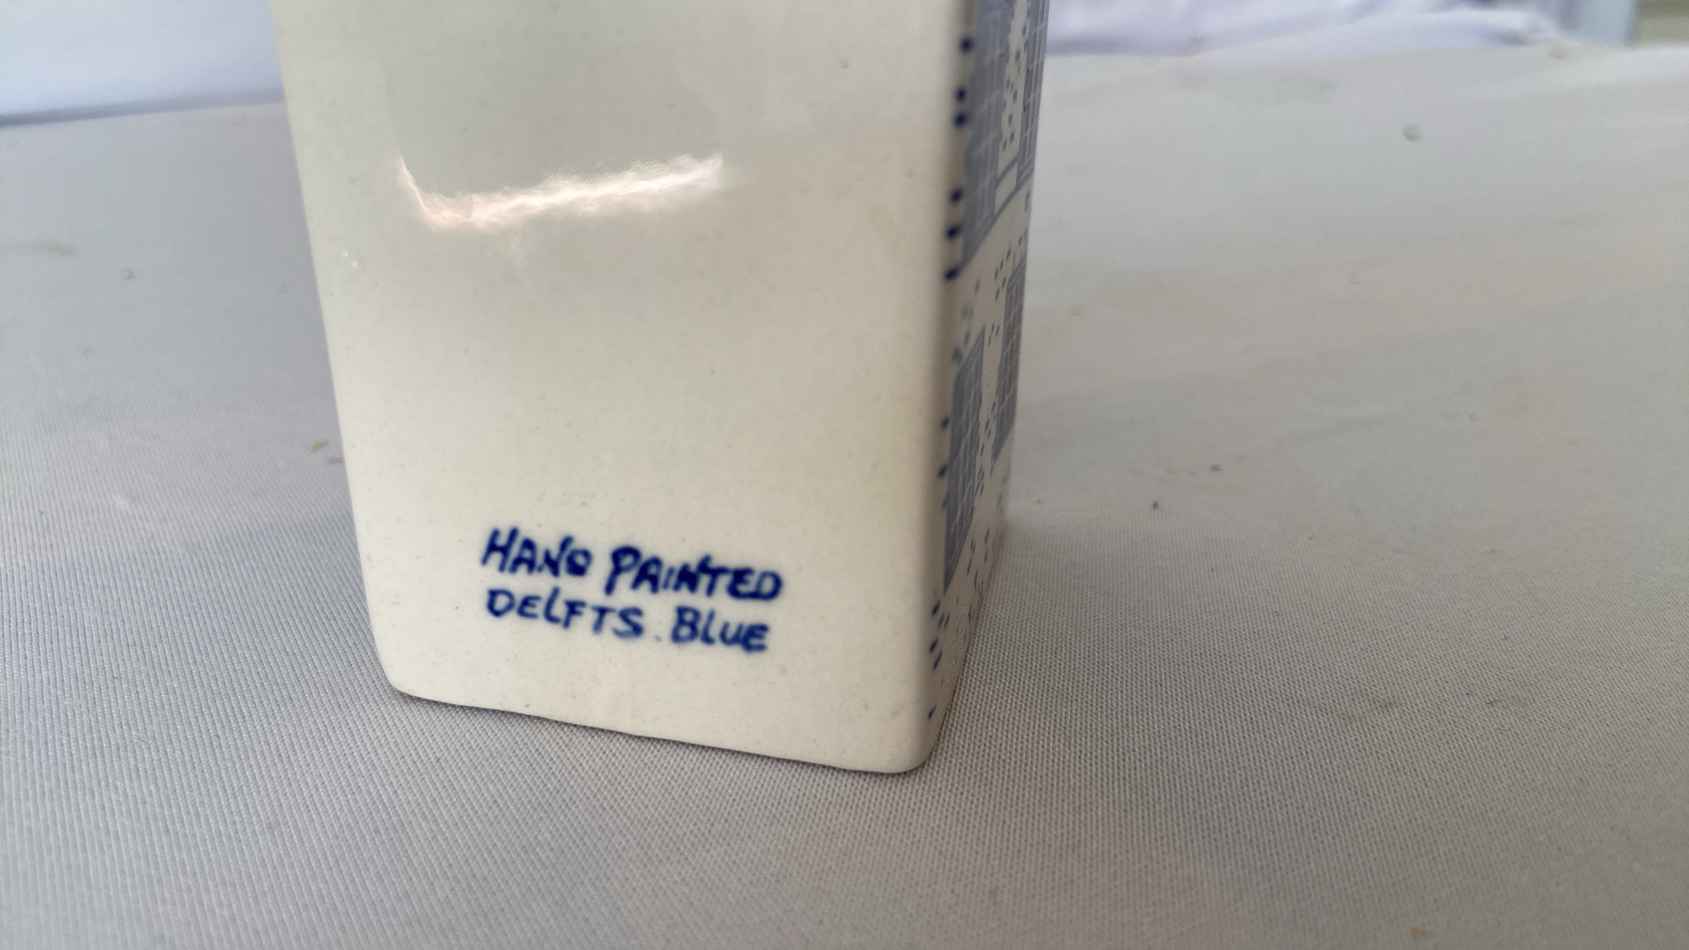 HAND PAINTED
DELFTS. BLUE